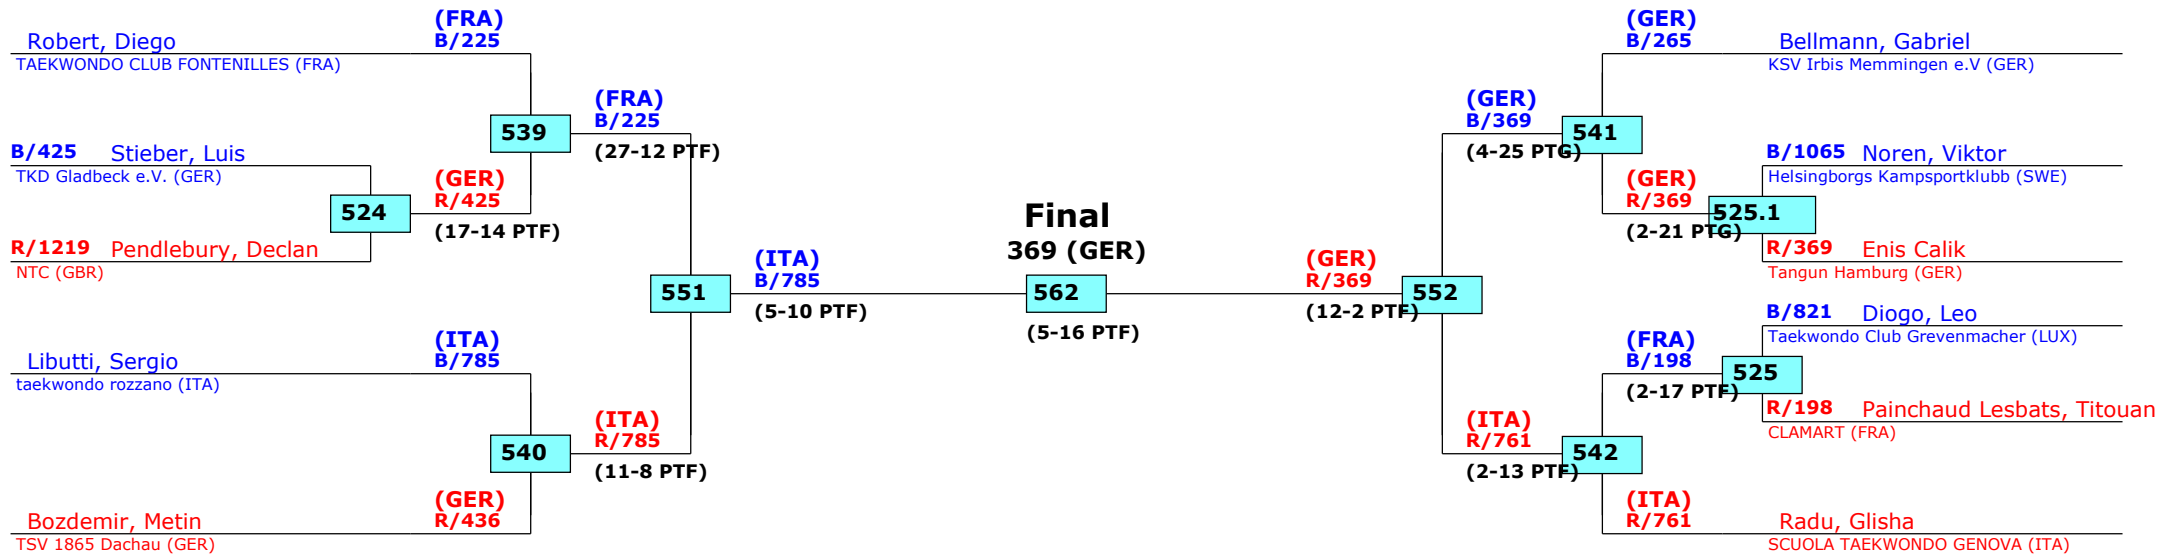 (FRA)
B/225
Robert, Diego
TAEKWONDO CLUB FONTENILLES (FRA)
539
(FRA)
B/225
(27-12 PTF)
B/425 Stieber, Luis
TKD Gladbeck e.V. (GER)
524
(GER)
R/425
(17-14 PTF)
R/1219 Pendlebury, Declan
NTC (GBR)
551
(ITA)
B/785
(5-10 PTF)
Libutti, Sergio
taekwondo rozzano (ITA)
(ITA)
B/785
540
(ITA)
R/785
(11-8 PTF)
Bozdemir, Metin
TSV 1865 Dachau (GER)
(GER)
R/436
Final
369 (GER)
562
(5-16 PTF)
(GER)
R/369
(12-2 PTF)
552
(GER)
B/369
(4-25 PTG)
541
(GER)
B/265
Bellmann, Gabriel
KSV Irbis Memmingen e.V (GER)
(GER)
R/369
(2-21 PTG)
525.1
B/1065 Noren, Viktor
Helsingborgs Kampsportklubb (SWE)
R/369 Enis Calik
Tangun Hamburg (GER)
B/821 Diogo, Leo
Taekwondo Club Grevenmacher (LUX)
(FRA)
B/198
(2-17 PTF)
525
R/198 Painchaud Lesbats, Titouan
CLAMART (FRA)
(ITA)
R/761
(2-13 PTF)
542
(ITA)
R/761
Radu, Glisha
SCUOLA TAEKWONDO GENOVA (ITA)